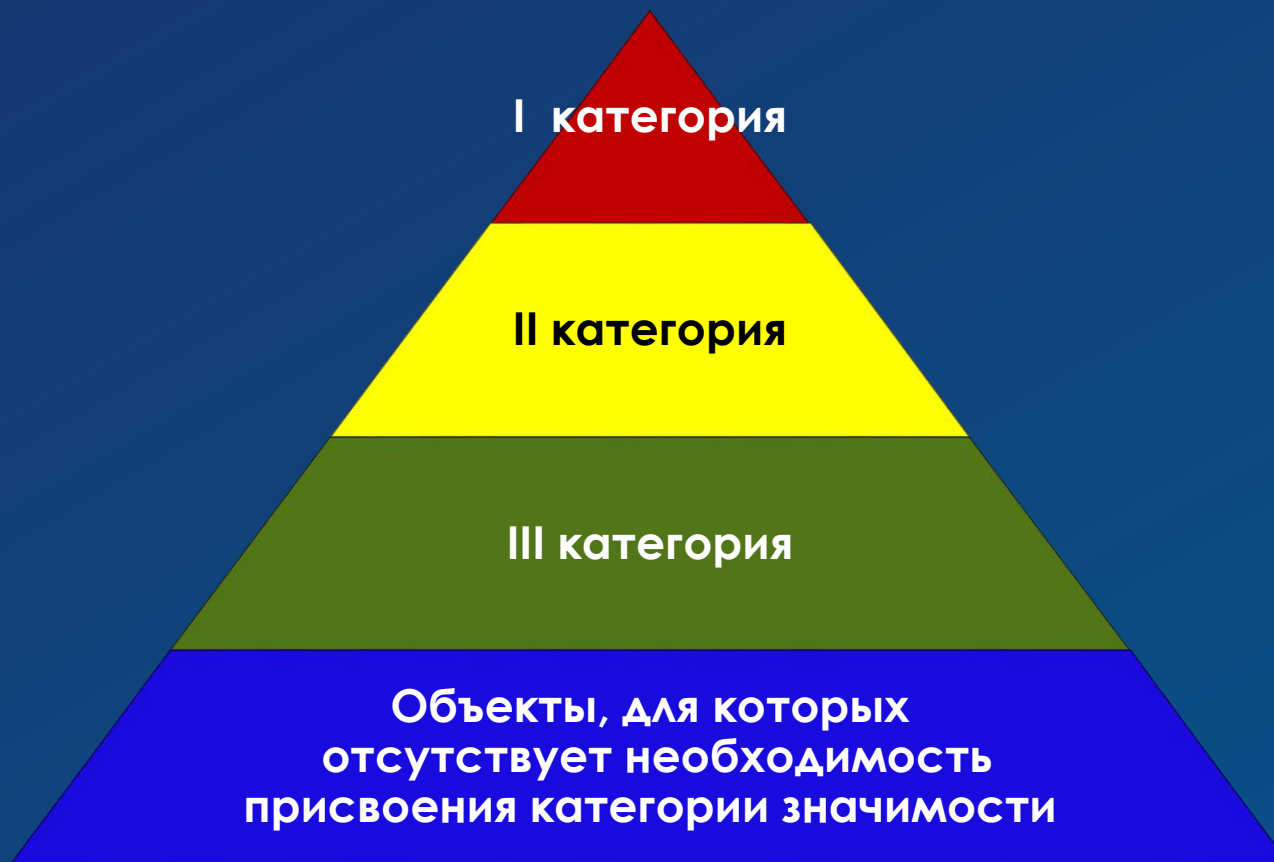 I категория
II категория
III категория
Объекты, для которых
отсутствует необходимость
присвоения категории значимости